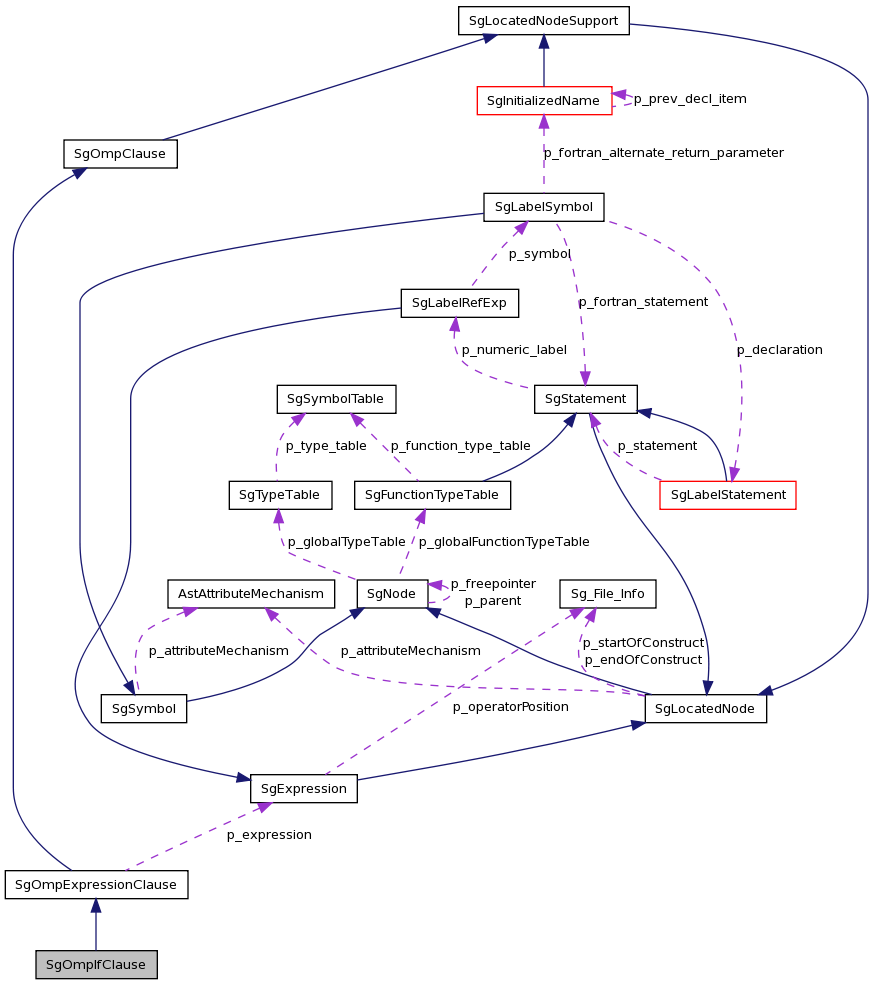 SgLocatedNodeSupport
SgInitializedName
p_prev_decl_item
SgOmpClause
p_fortran_alternate_return_parameter
SgLabelSymbol
p_symbol
SgLabelRefExp
p_fortran_statement
p_numeric_label
p_declaration
SgSymbolTable
SgStatement
p_type_table
p_function_type_table
p_statement
SgTypeTable
SgFunctionTypeTable
SgLabelStatement
p_globalTypeTable
p_globalFunctionTypeTable
AstAttributeMechanism
SgNode
p_freepointer
p_parent
Sg_File_Info
p_attributeMechanism
p_attributeMechanism
p_startOfConstruct
p_endOfConstruct
SgSymbol
p_operatorPosition
SgLocatedNode
SgExpression
p_expression
SgOmpExpressionClause
SgOmpIfClause